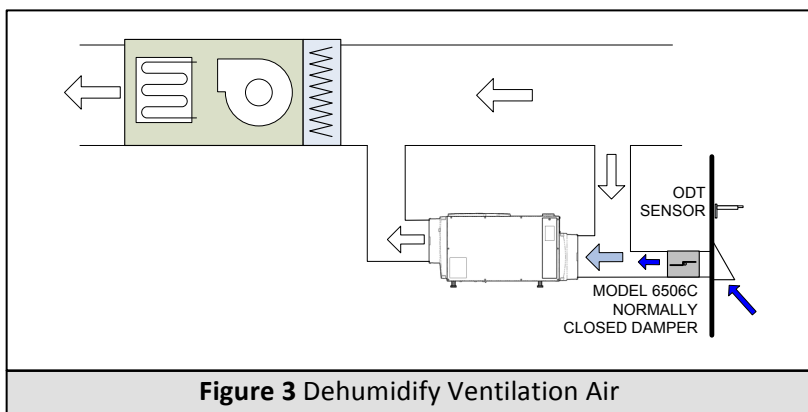 ODT
SENSOR
MODEL 6506C
NORMALLY
CLOSED DAMPER
Figure 3 Dehumidify Ventilation Air